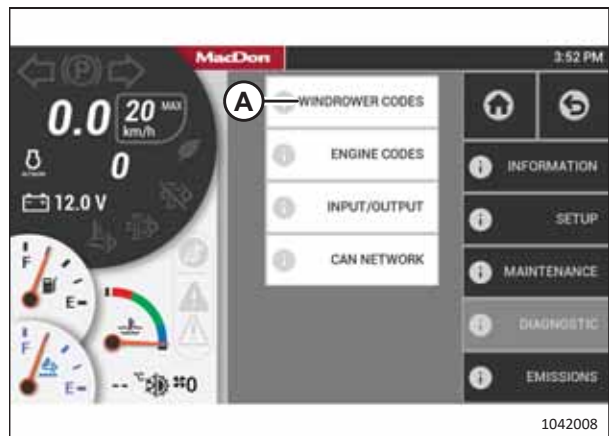 MacDon
3:52 PM
P
0.0 20 MAX
km/h
0
12.0 V
F
E
F
E
-- °C 0
A WINDROWER CODES
ENGINE CODES
INPUT/OUTPUT
CAN NETWORK
INFORMATION
SETUP
MAINTENANCE
DIAGNOSTIC
EMISSIONS
1042008